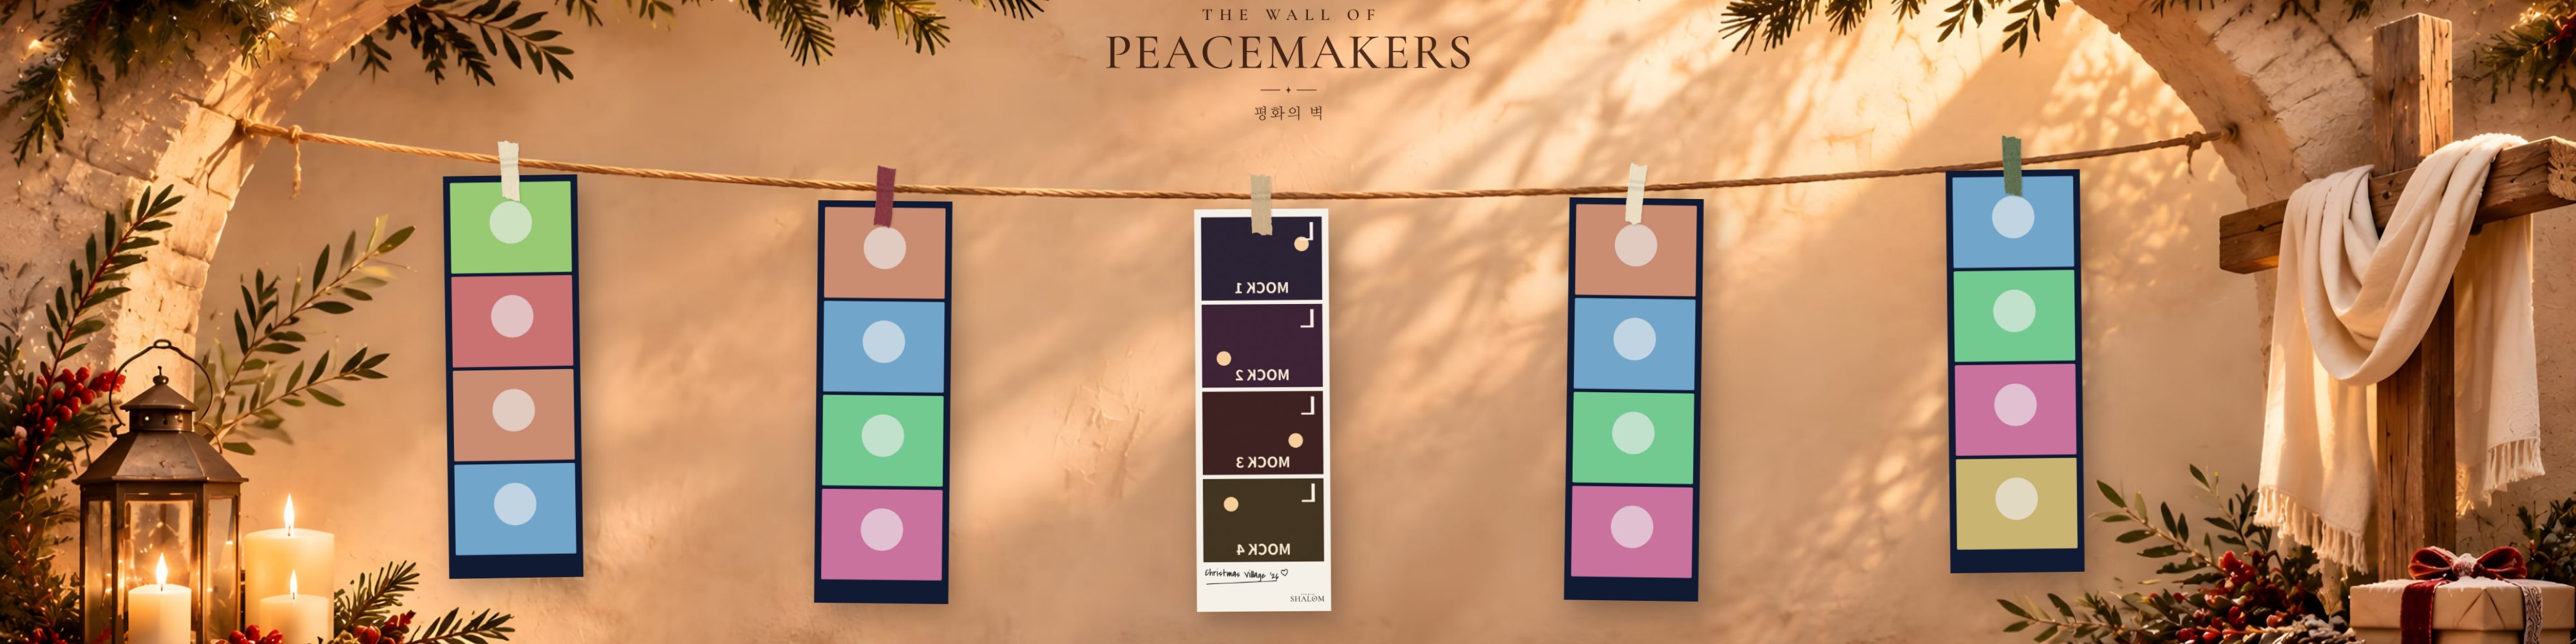 THE WALL OF
PEACEMAKERS
평화의 벽
MOCK 1
MOCK 2
MOCK 3
MOCK 4
Christmas Village '26 ♡
SHALOM